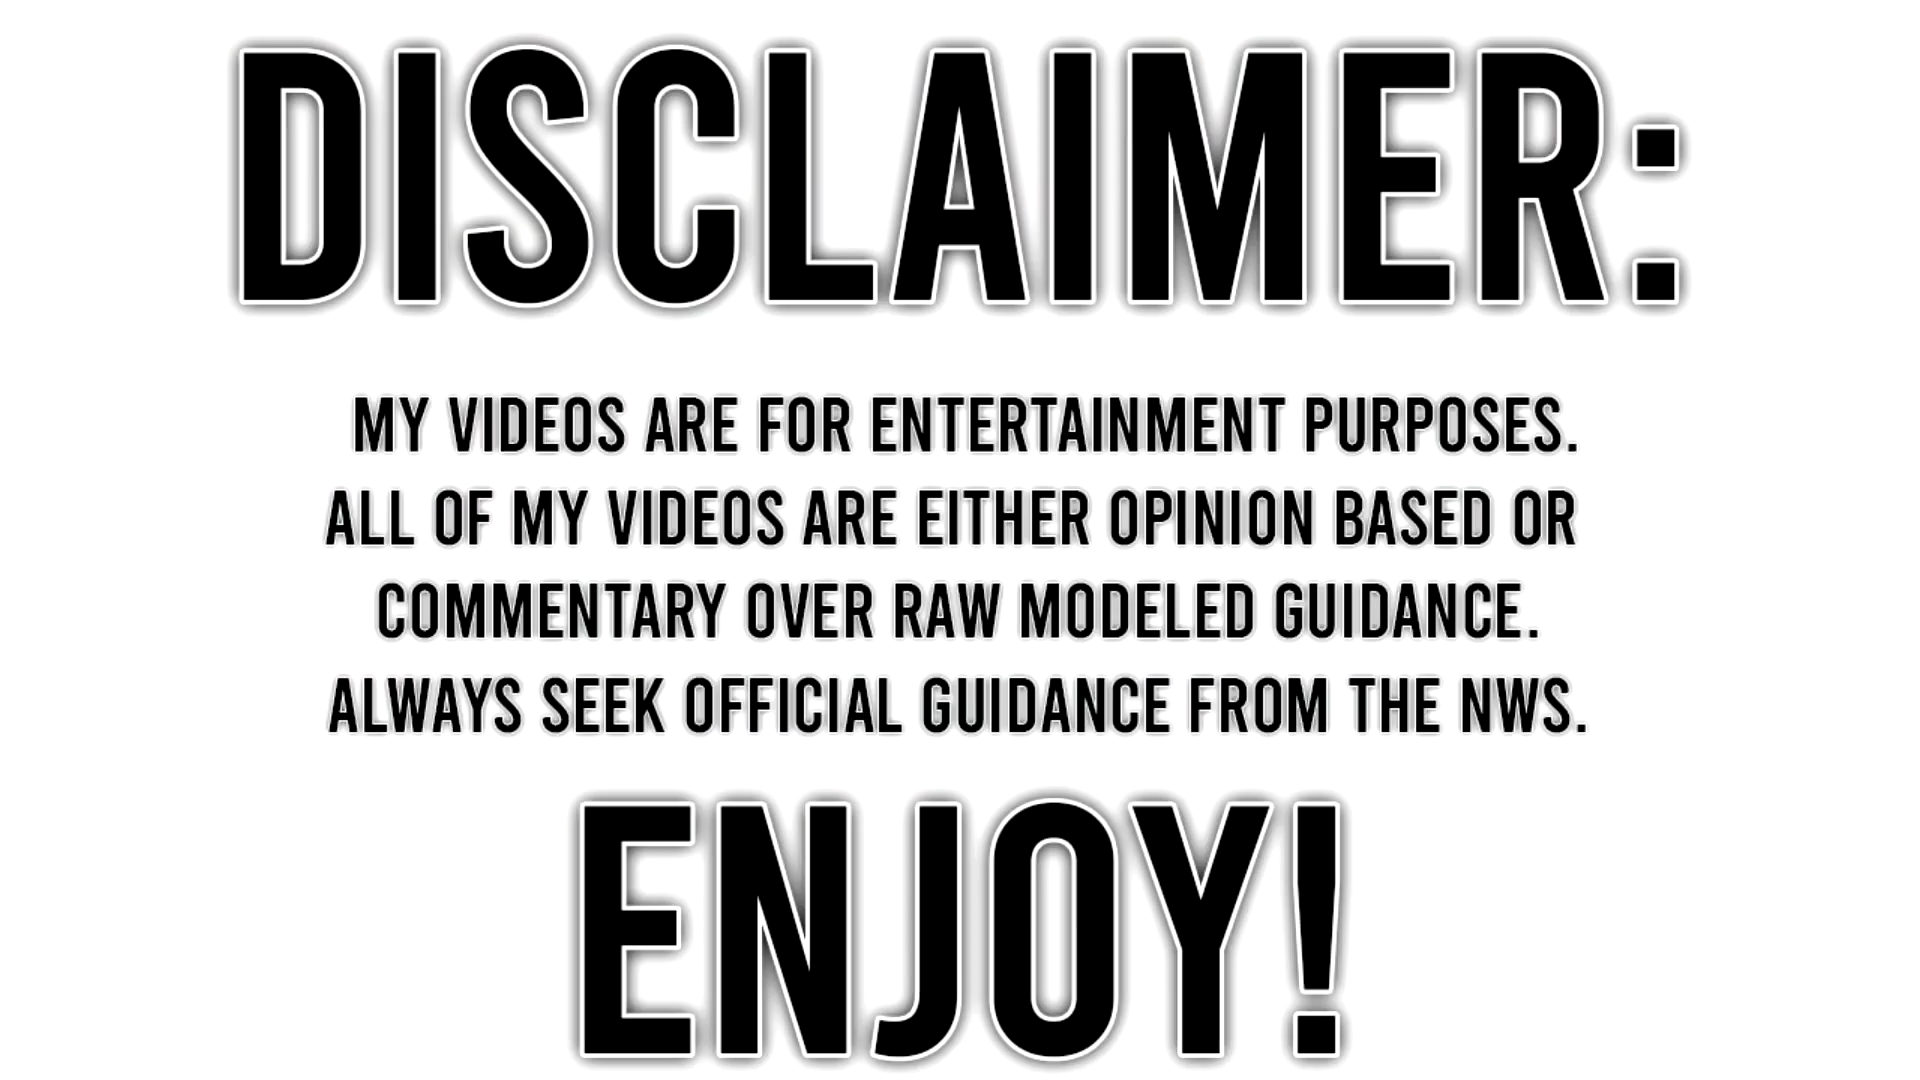 DISCLAIMER:
MY VIDEOS ARE FOR ENTERTAINMENT PURPOSES.
ALL OF MY VIDEOS ARE EITHER OPINION BASED OR
COMMENTARY OVER RAW MODELED GUIDANCE.
ALWAYS SEEK OFFICIAL GUIDANCE FROM THE NWS.
ENJOY!